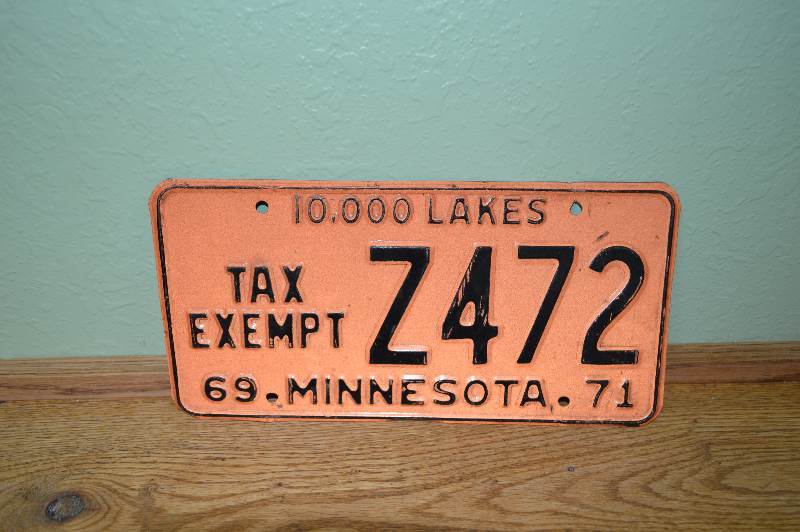 10,000 LAKES
TAX EXEMPT Z472
69 MINNESOTA 71